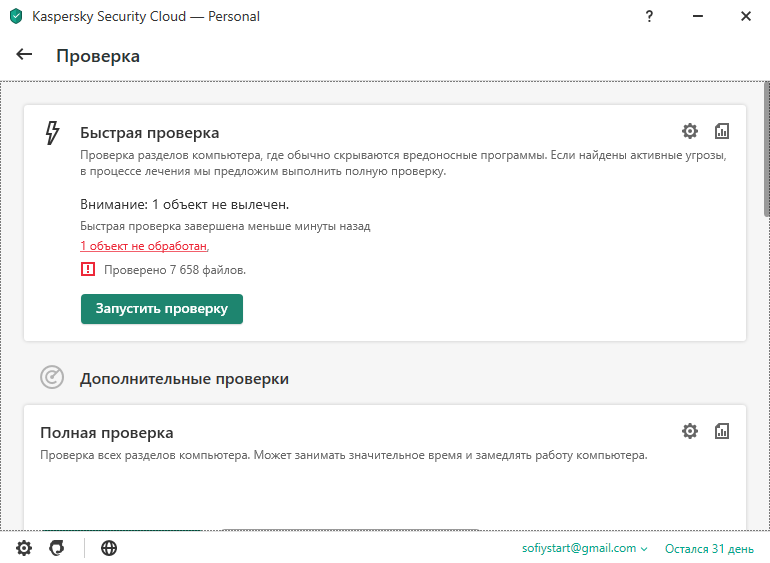 Kaspersky Security Cloud — Personal
?
Проверка
Быстрая проверка
Проверка разделов компьютера, где обычно скрываются вредоносные программы. Если найдены активные угрозы,
в процессе лечения мы предложим выполнить полную проверку.
Внимание: 1 объект не вылечен.
Быстрая проверка завершена меньше минуты назад
1 объект не обработан.
Проверено 7 658 файлов.
Запустить проверку
Дополнительные проверки
Полная проверка
Проверка всех разделов компьютера. Может занимать значительное время и замедлять работу компьютера.
sofiystart@gmail.com
Остался 31 день